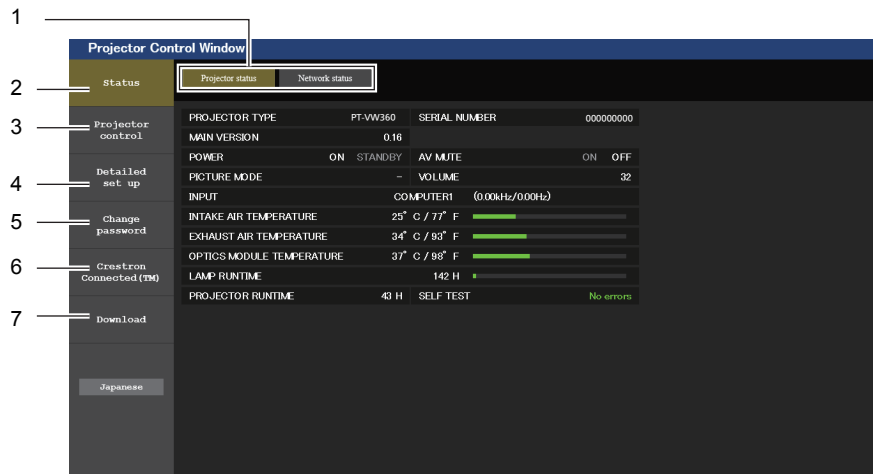 1
Projector Control Window
Projector status Network status
2 Status
3 Projector
control
4 Detailed
set up
5 Change
password
6 Crestron
Connected(TM)
7 Download
Japanese
PROJECTOR TYPE PT-VW360 SERIAL NUMBER 000000000
MAIN VERSION 0.16
POWER ON STANDBY AV MUTE ON OFF
PICTURE MODE – VOLUME 32
INPUT COMPUTER1 (0.00kHz/0.00Hz)
INTAKE AIR TEMPERATURE 25° C / 77° F
EXHAUST AIR TEMPERATURE 34° C / 93° F
OPTICS MODULE TEMPERATURE 37° C / 98° F
LAMP RUNTIME 142 H
PROJECTOR RUNTIME 43 H SELF TEST No errors